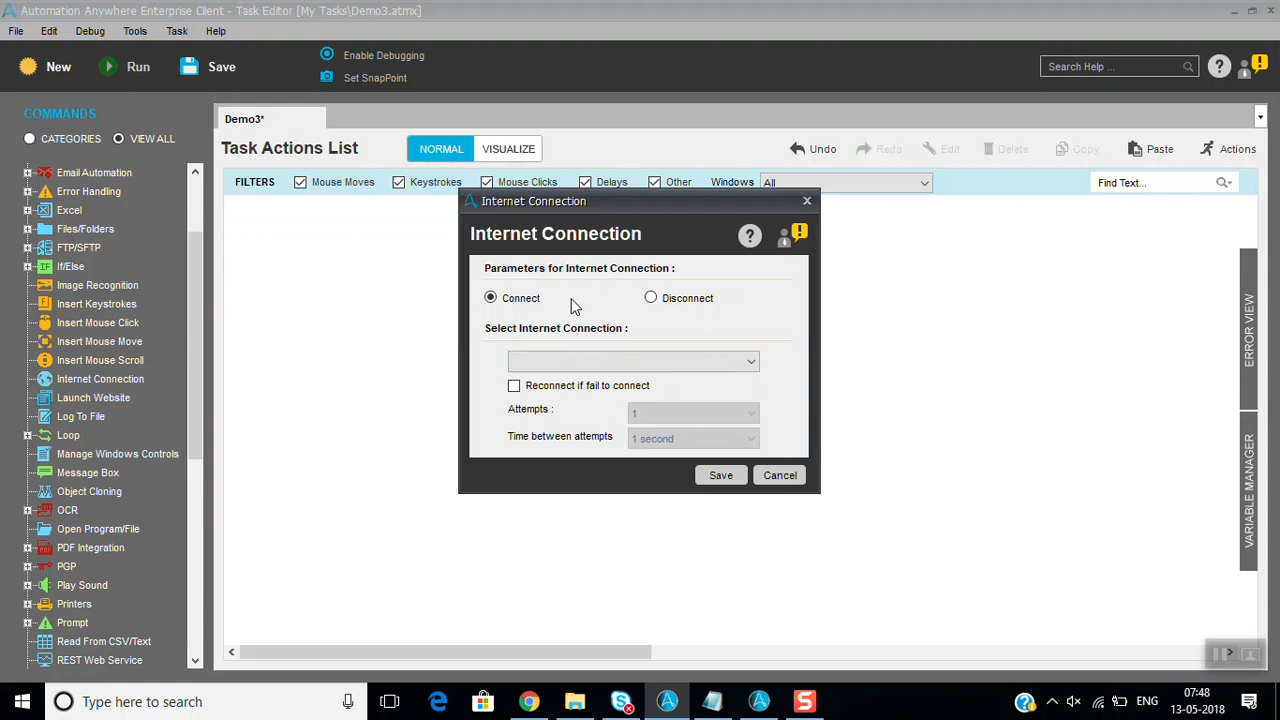 Automation Anywhere Enterprise Client - Task Editor [My Tasks\Demo3.atmx]
File Edit Debug Tools Task Help
New Run Save
Enable Debugging
Set SnapPoint
Search Help ...
COMMANDS
CATEGORIES VIEW ALL
Email Automation
Error Handling
Excel
Files/Folders
FTP/SFTP
If/Else
Image Recognition
Insert Keystrokes
Insert Mouse Click
Insert Mouse Move
Insert Mouse Scroll
Internet Connection
Launch Website
Log To File
Loop
Manage Windows Controls
Message Box
Object Cloning
OCR
Open Program/File
PDF Integration
PGP
Play Sound
Printers
Prompt
Read From CSV/Text
REST Web Service
Demo3*
Task Actions List NORMAL VISUALIZE Undo Redo Edit Delete Copy Paste Actions
FILTERS Mouse Moves Keystrokes Mouse Clicks Delays Other Windows All Find Text...
Internet Connection
Internet Connection
Parameters for Internet Connection :
Connect Disconnect
Select Internet Connection :
Reconnect if fail to connect
Attempts : 1
Time between attempts 1 second
Save Cancel
ERROR VIEW
VARIABLE MANAGER
Type here to search
ENG
07:48
13-05-2018